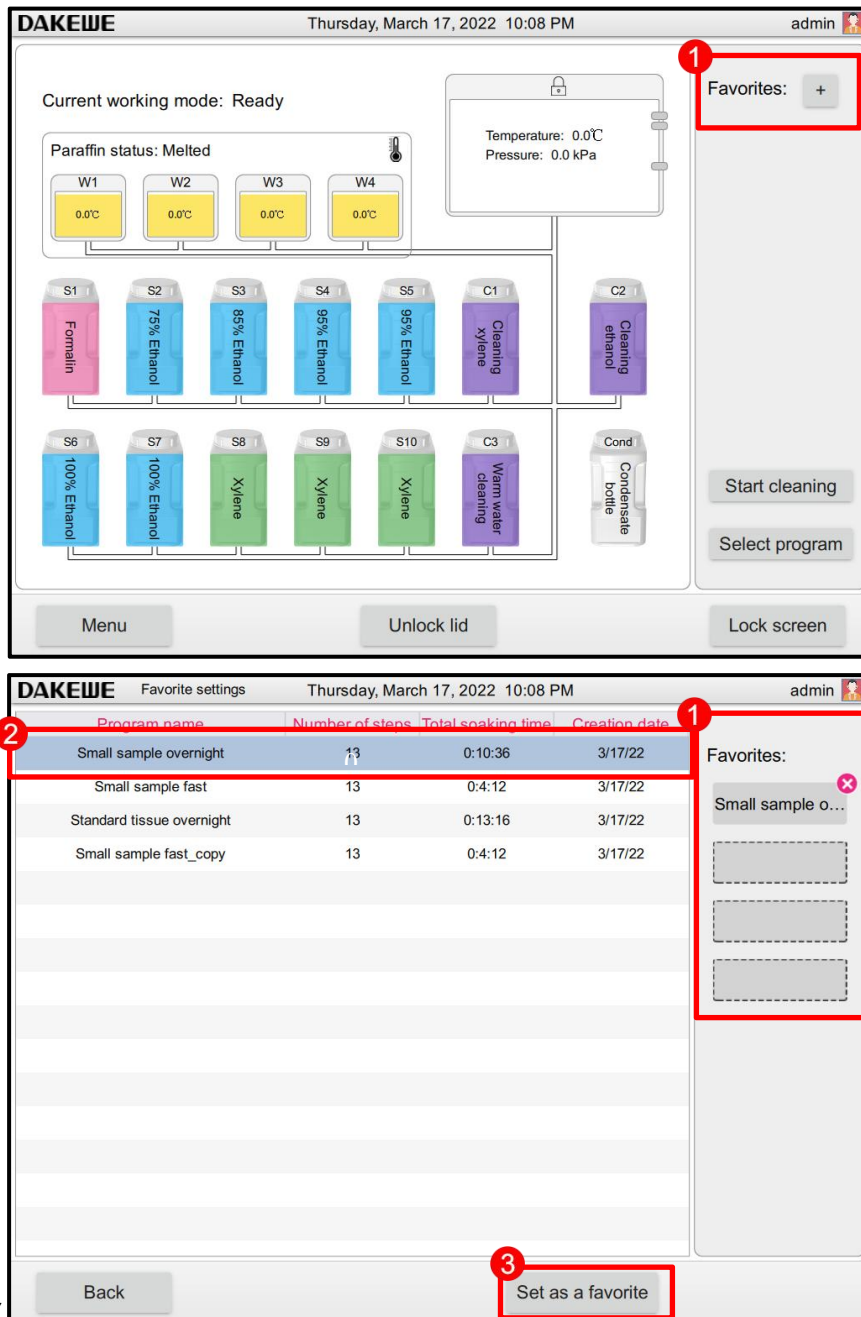 DAKEWE Thursday, March 17, 2022 10:08 PM admin
1
Favorites: +
Current working mode: Ready
Temperature: 0.0℃
Pressure: 0.0 kPa
Paraffin status: Melted
W1 W2 W3 W4
0.0℃ 0.0℃ 0.0℃ 0.0℃
S1 S2 S3 S4 S5 C1 C2
Formalin 75% Ethanol 85% Ethanol 95% Ethanol 95% Ethanol Cleaning xylene Cleaning ethanol
S6 S7 S8 S9 S10 C3 Cond
100% Ethanol 100% Ethanol Xylene Xylene Xylene Warm water cleaning Condensate bottle
Start cleaning
Select program
Menu Unlock lid Lock screen
DAKEWE Favorite settings Thursday, March 17, 2022 10:08 PM admin
2 1
Program name Number of steps Total soaking time Creation date
Small sample overnight 13 0:10:36 3/17/22
Small sample fast 13 0:4:12 3/17/22
Standard tissue overnight 13 0:13:16 3/17/22
Small sample fast_copy 13 0:4:12 3/17/22
Favorites:
Small sample o...
3
Back Set as a favorite